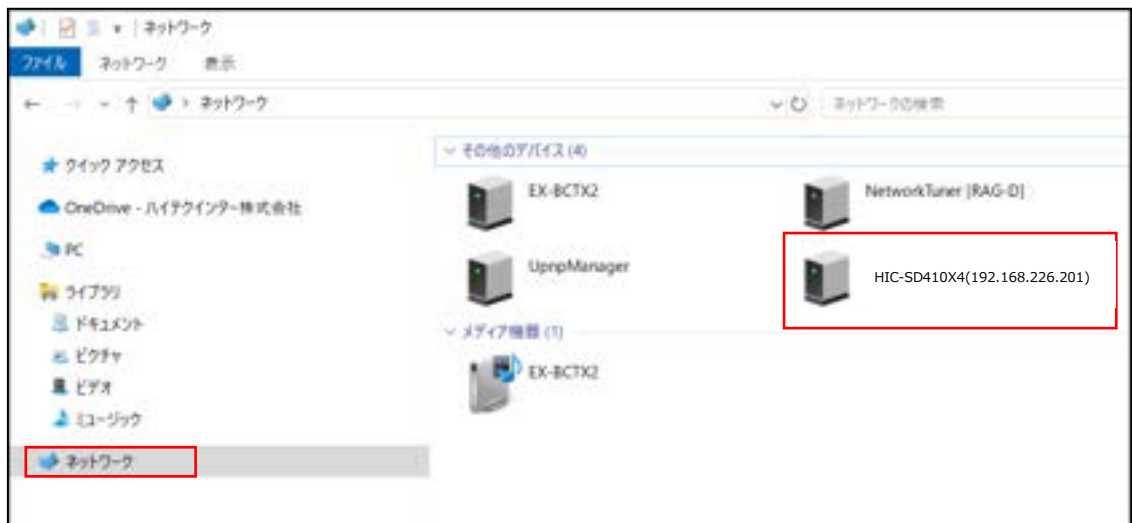 ネットワーク
ファイル ネットワーク 表示
ネットワーク
ネットワークの検索
クイック アクセス
OneDrive - ハイテクインター株式会社
PC
ライブラリ
ドキュメント
ピクチャ
ビデオ
ミュージック
ネットワーク
その他のデバイス (4)
EX-BCTX2
NetworkTuner [RAG-D]
UpnpManager
HIC-SD410X4(192.168.226.201)
メディア機器 (1)
EX-BCTX2